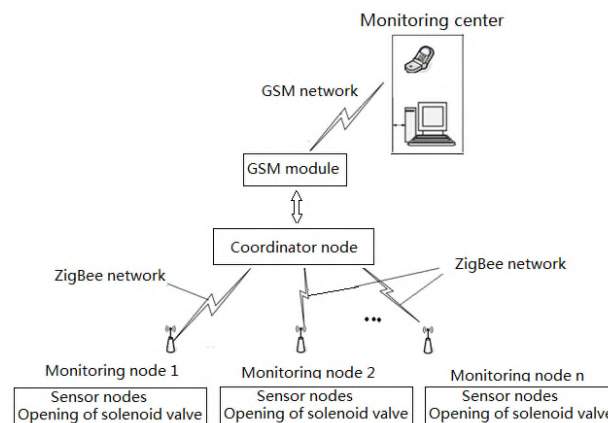 Monitoring center
GSM network
GSM module
Coordinator node
ZigBee network
ZigBee network
...
Monitoring node 1
Monitoring node 2
Monitoring node n
Sensor nodes
Opening of solenoid valve
Sensor nodes
Opening of solenoid valve
Sensor nodes
Opening of solenoid valve